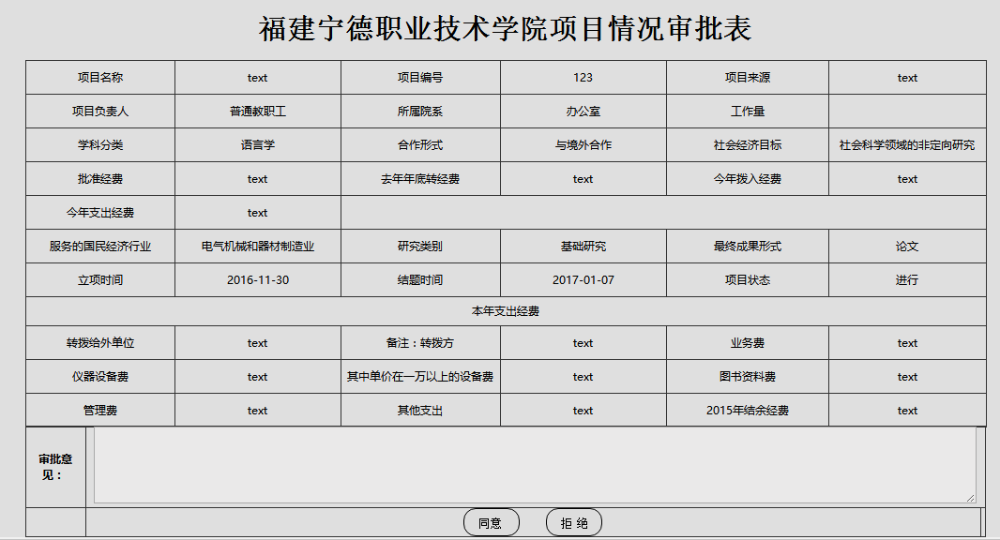 福建宁德职业技术学院项目情况审批表
项目名称 text 项目编号 123 项目来源 text
项目负责人 普通教职工 所属院系 办公室 工作量
学科分类 语言学 合作形式 与境外合作 社会经济目标 社会科学领域的非定向研究
批准经费 text 去年年底转经费 text 今年拨入经费 text
今年支出经费 text
服务的国民经济行业 电气机械和器材制造业 研究类别 基础研究 最终成果形式 论文
立项时间 2016-11-30 结题时间 2017-01-07 项目状态 进行
本年支出经费
转拨给外单位 text 备注：转拨方 text 业务费 text
仪器设备费 text 其中单价在一万以上的设备费 text 图书资料费 text
管理费 text 其他支出 text 2015年结余经费 text
审批意
见：
同意 拒 绝